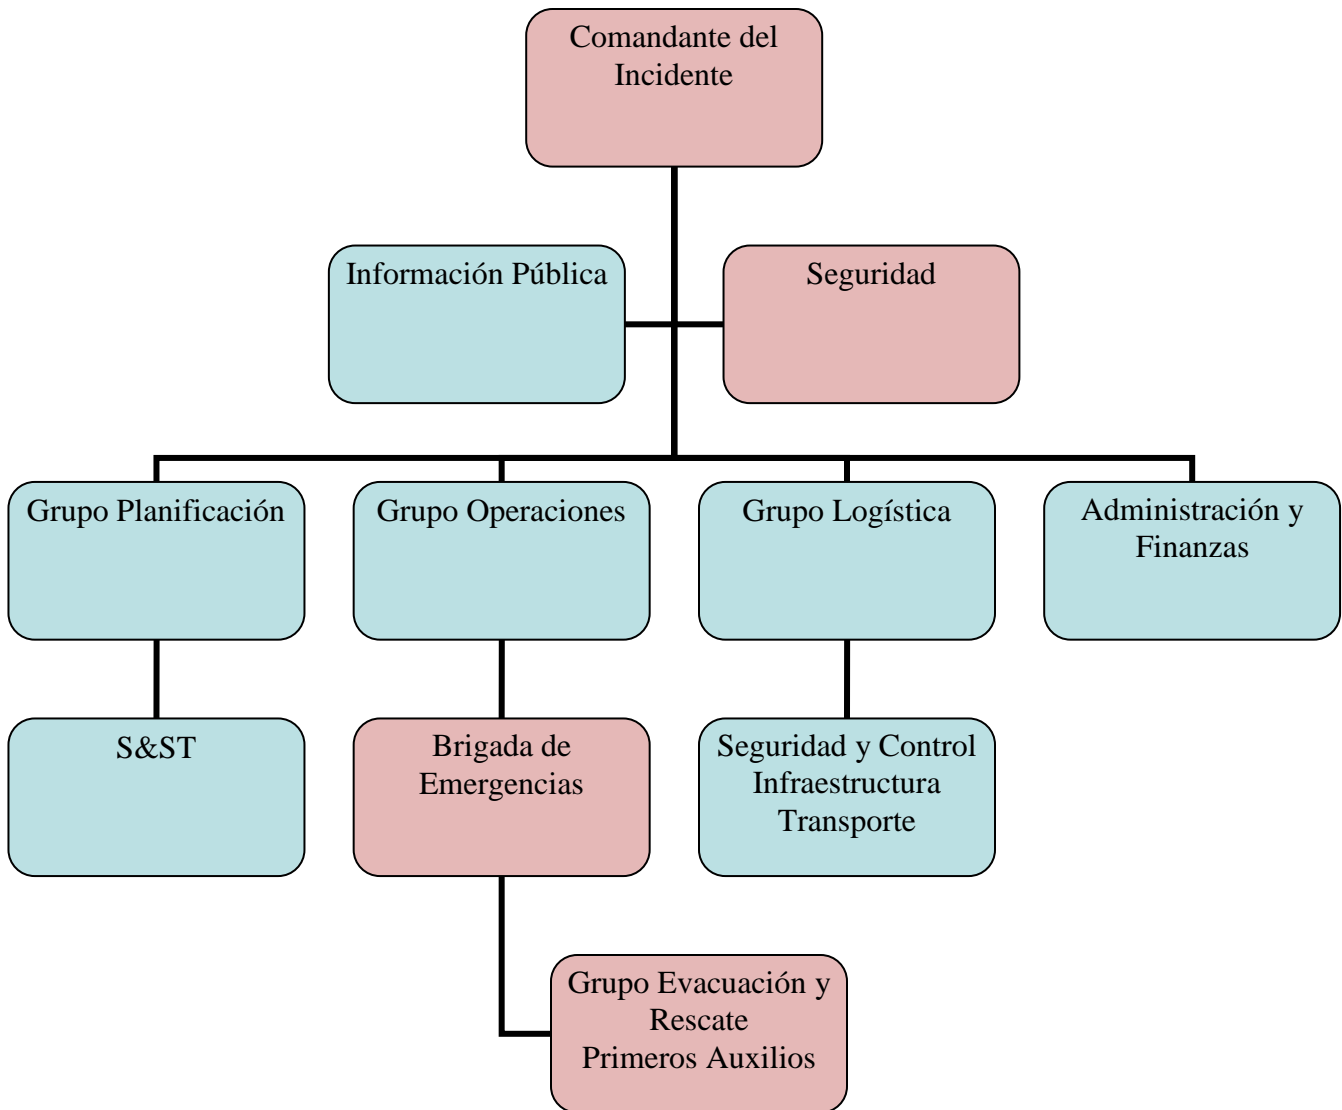 Comandante del
Incidente
Información Pública
Seguridad
Grupo Planificación
Grupo Operaciones
Grupo Logística
Administración y
Finanzas
S&ST
Brigada de
Emergencias
Seguridad y Control
Infraestructura
Transporte
Grupo Evacuación y
Rescate
Primeros Auxilios